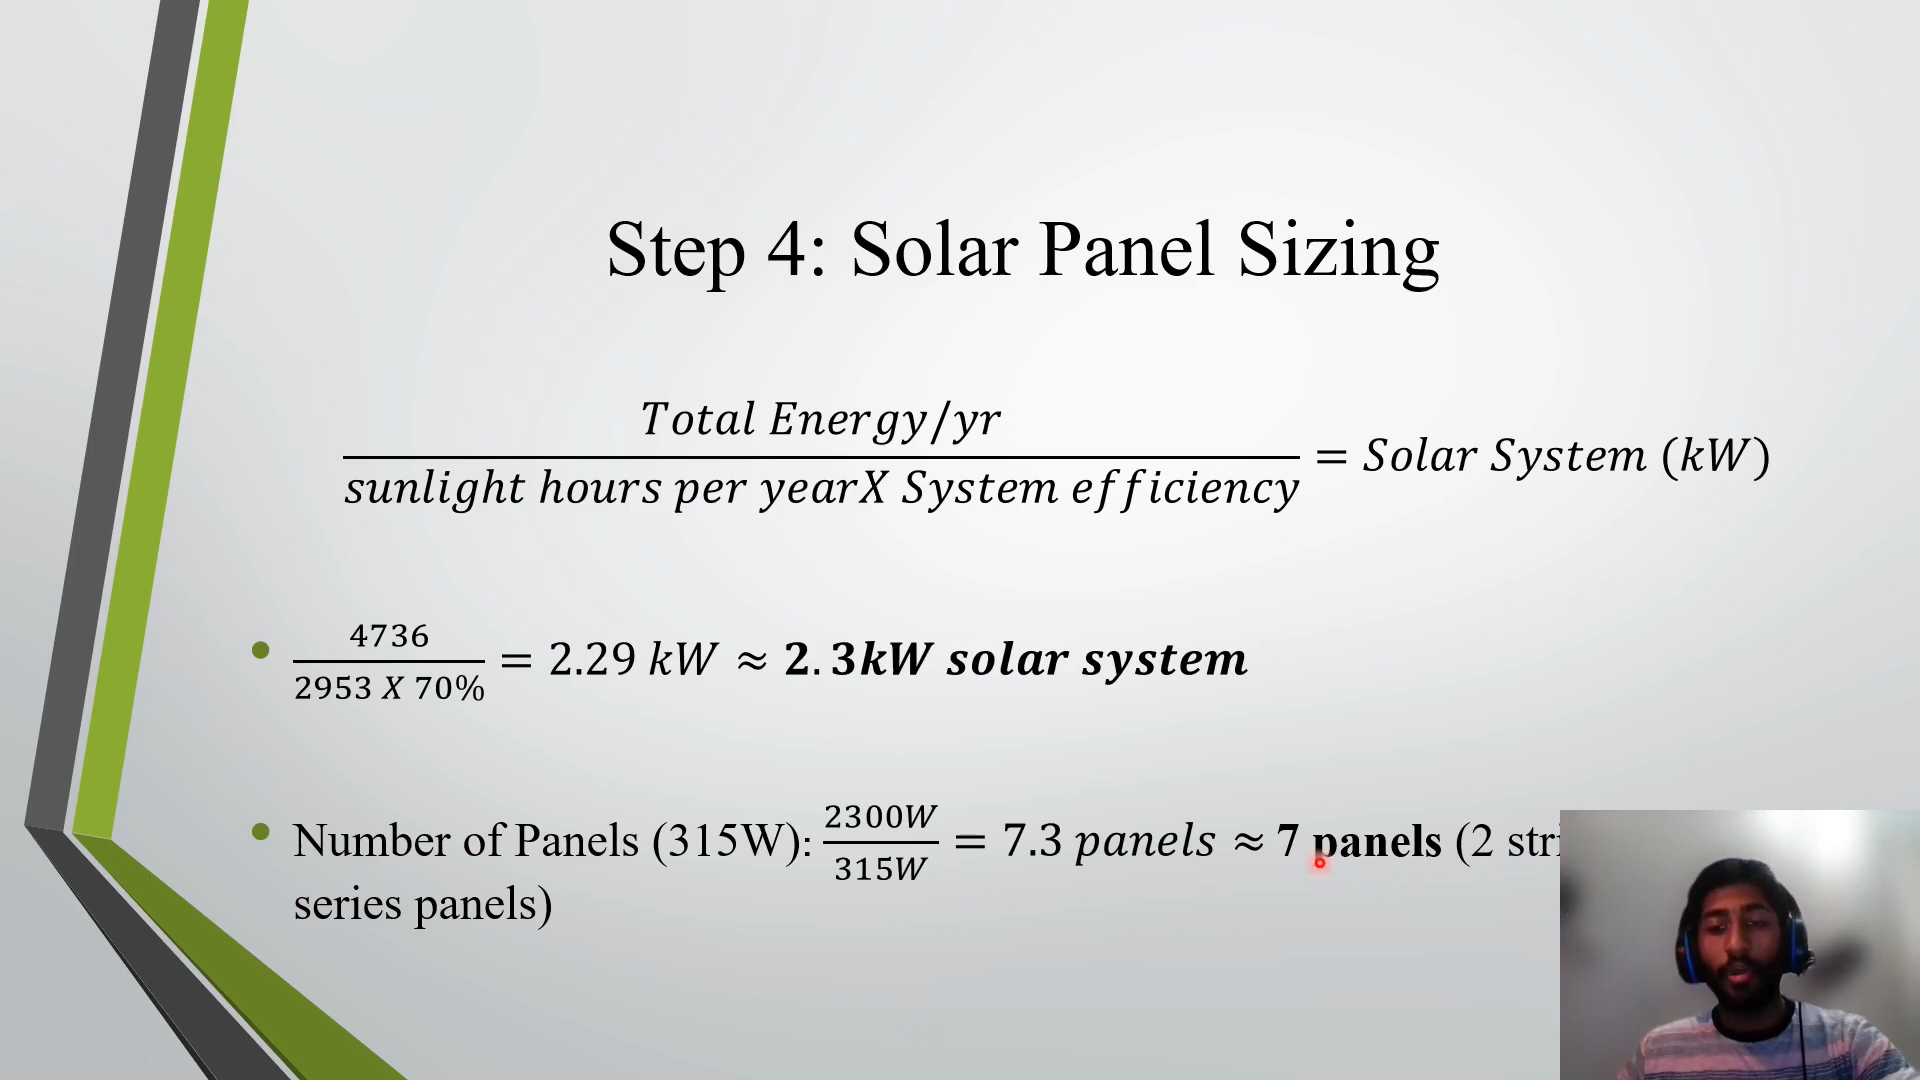 Step 4: Solar Panel Sizing
Total Energy/yr
sunlight hours per yearX System efficiency
= Solar System (kW)
4736
2953 X 70%
= 2.29 kW ≈ 2.3kW solar system
Number of Panels (315W): 2300W/315W = 7.3 panels ≈ 7 panels (2
series panels)